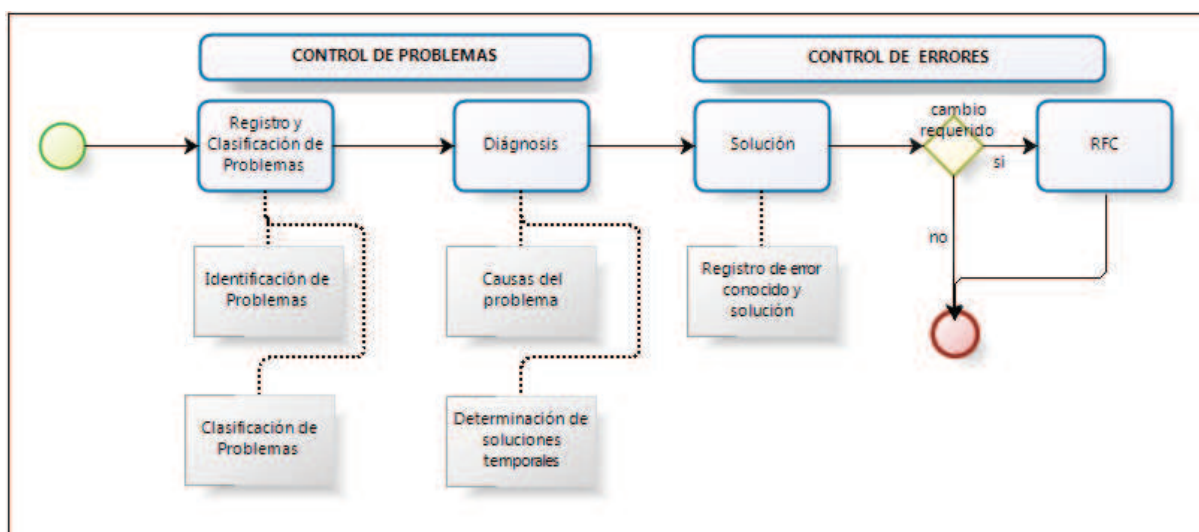 CONTROL DE PROBLEMAS
CONTROL DE ERRORES
Registro y
Clasificación de
Problemas
Diágnosis
Solución
cambio
requerido
si
RFC
no
Identificación de
Problemas
Causas del
problema
Registro de error
conocido y
solución
Clasificación de
Problemas
Determinación de
soluciones
temporales